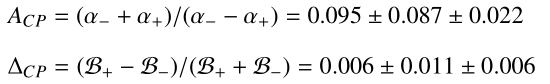 A_{CP} = (α_− + α_+)/(α_− − α_+) = 0.095 ± 0.087 ± 0.022
Δ_{CP} = (ℬ_+ − ℬ_−)/(ℬ_+ + ℬ_−) = 0.006 ± 0.011 ± 0.006